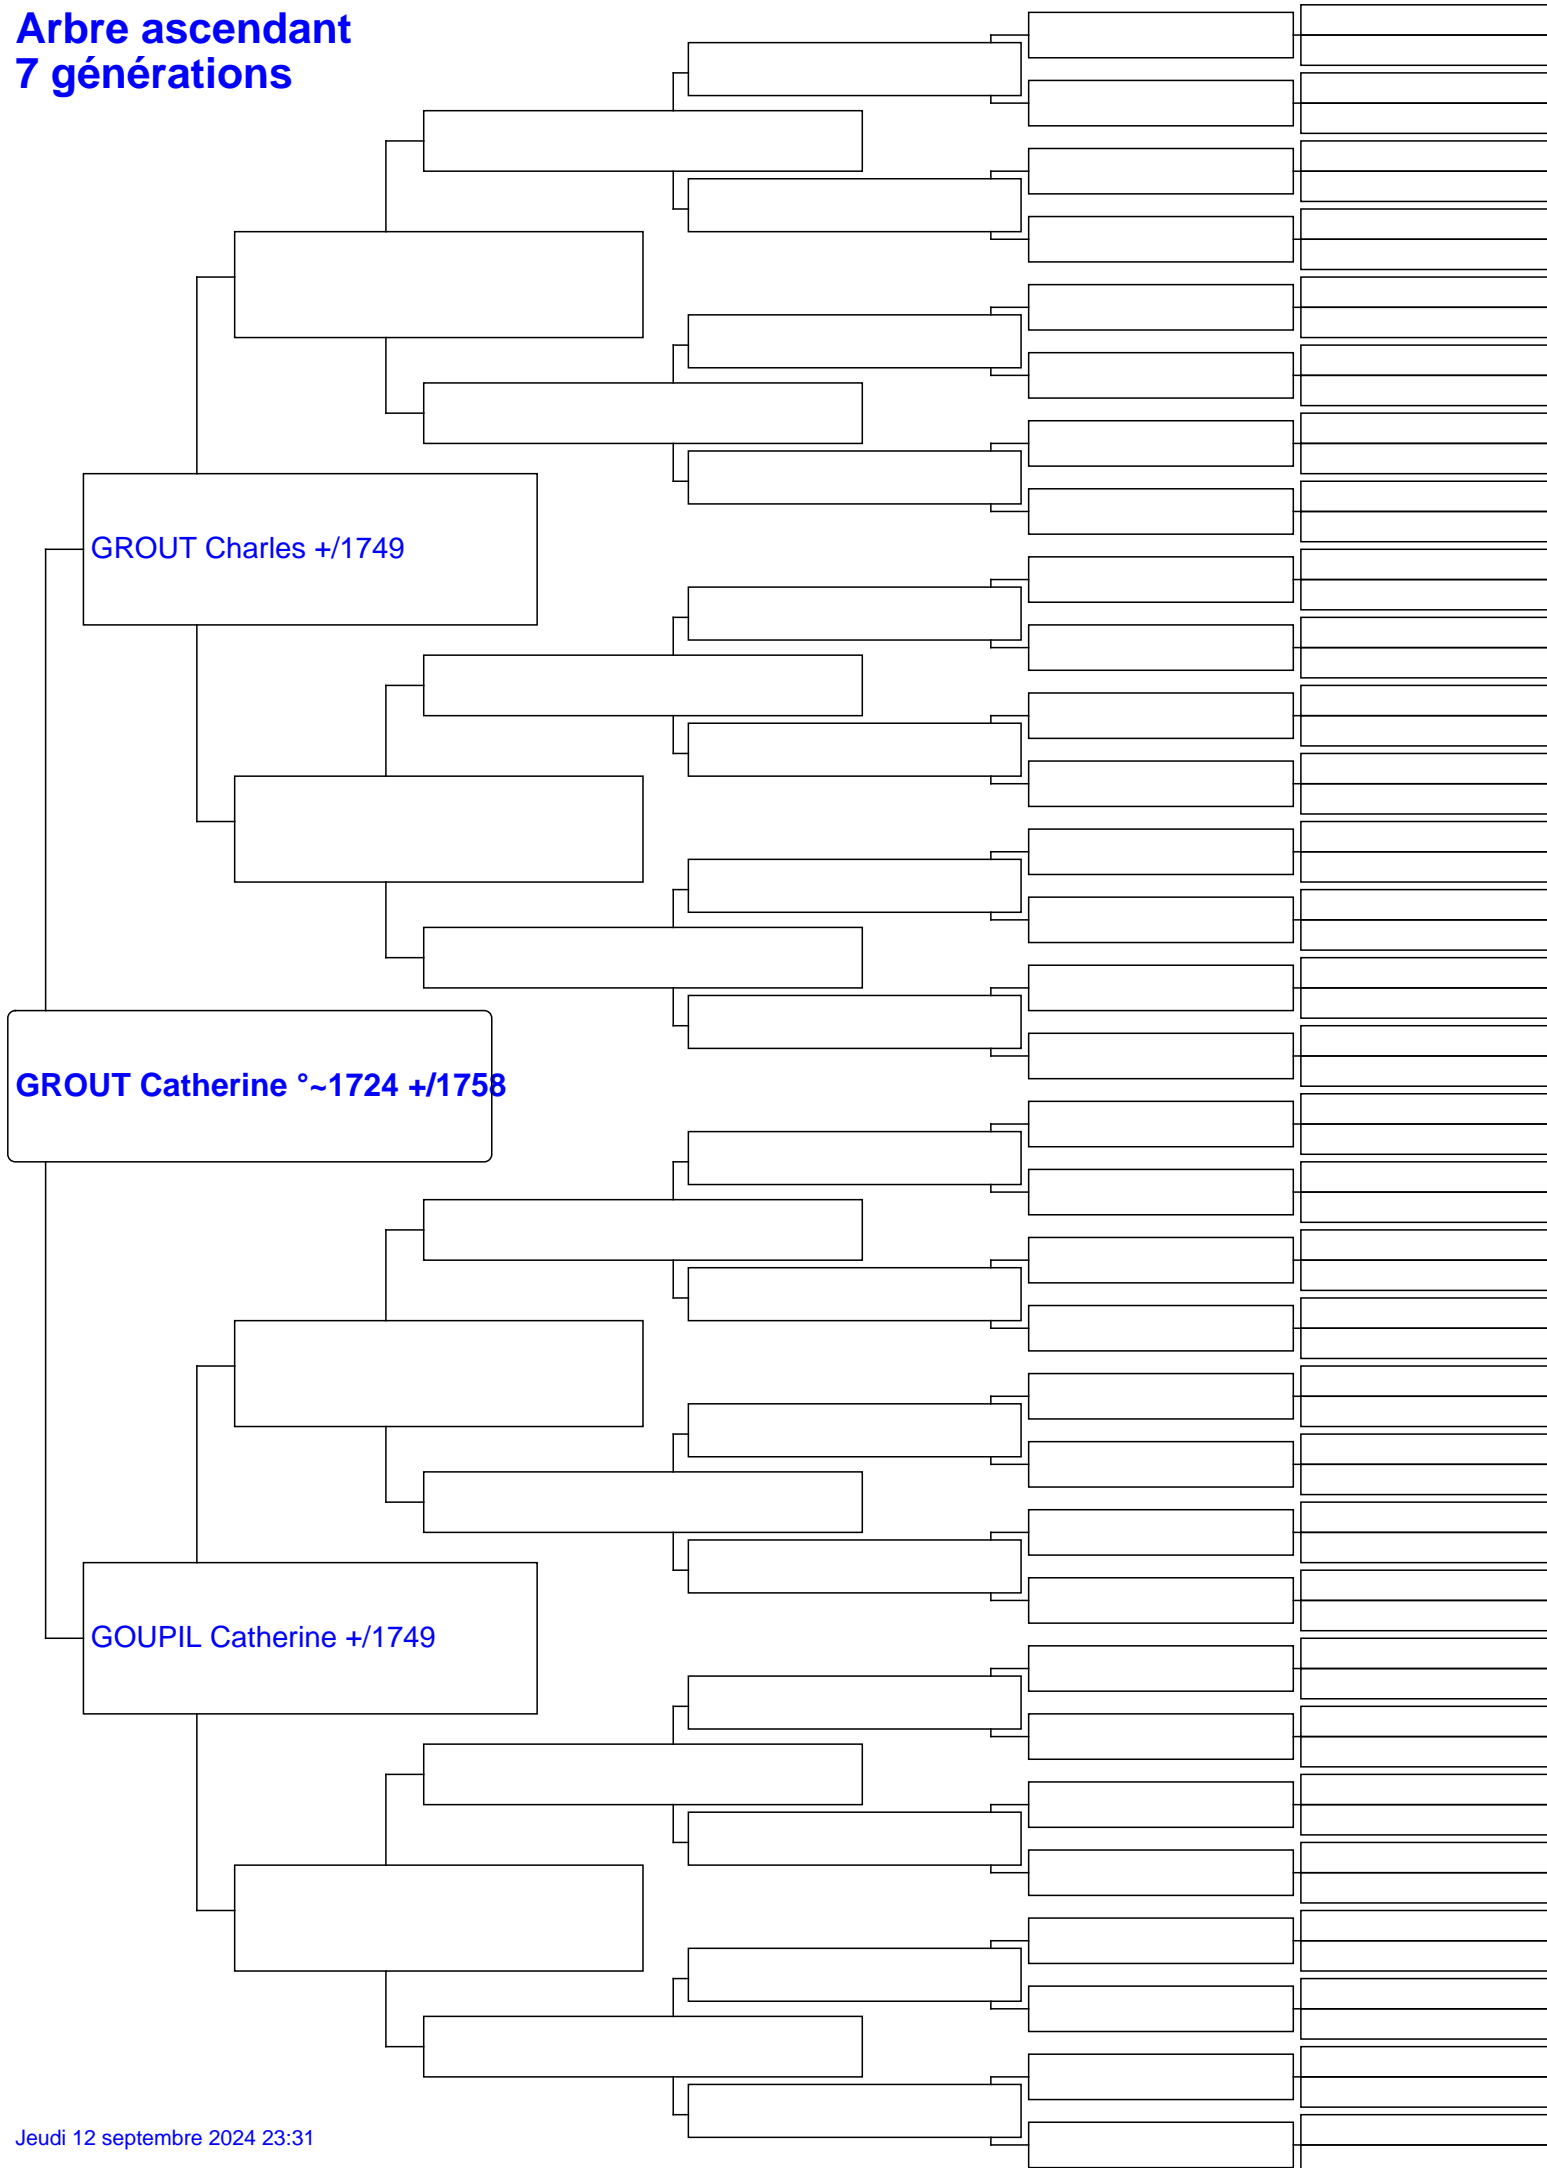 Arbre ascendant
7 générations
GROUT Charles +/1749
GROUT Catherine °~1724 +/1758
GOUPIL Catherine +/1749
Jeudi 12 septembre 2024 23:31